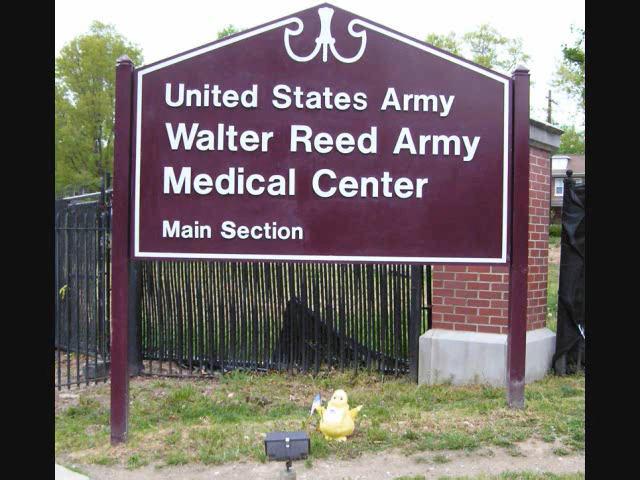 United States Army
Walter Reed Army
Medical Center
Main Section